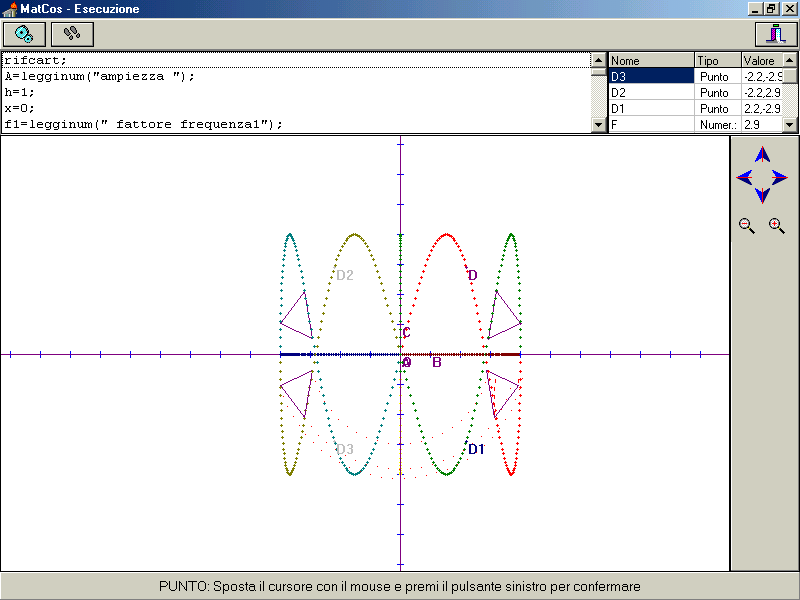 MatCos - Esecuzione
rifcart;
A=legginum("ampiezza ");
h=1;
x=0;
f1=legginum(" fattore frequenza1");
Nome Tipo Valore
D3 Punto -2.2,-2.9
D2 Punto -2.2,2.9
D1 Punto 2.2,-2.9
F Numer.: 2.9
D2 D
C
B
D3 D1
PUNTO: Sposta il cursore con il mouse e premi il pulsante sinistro per confermare